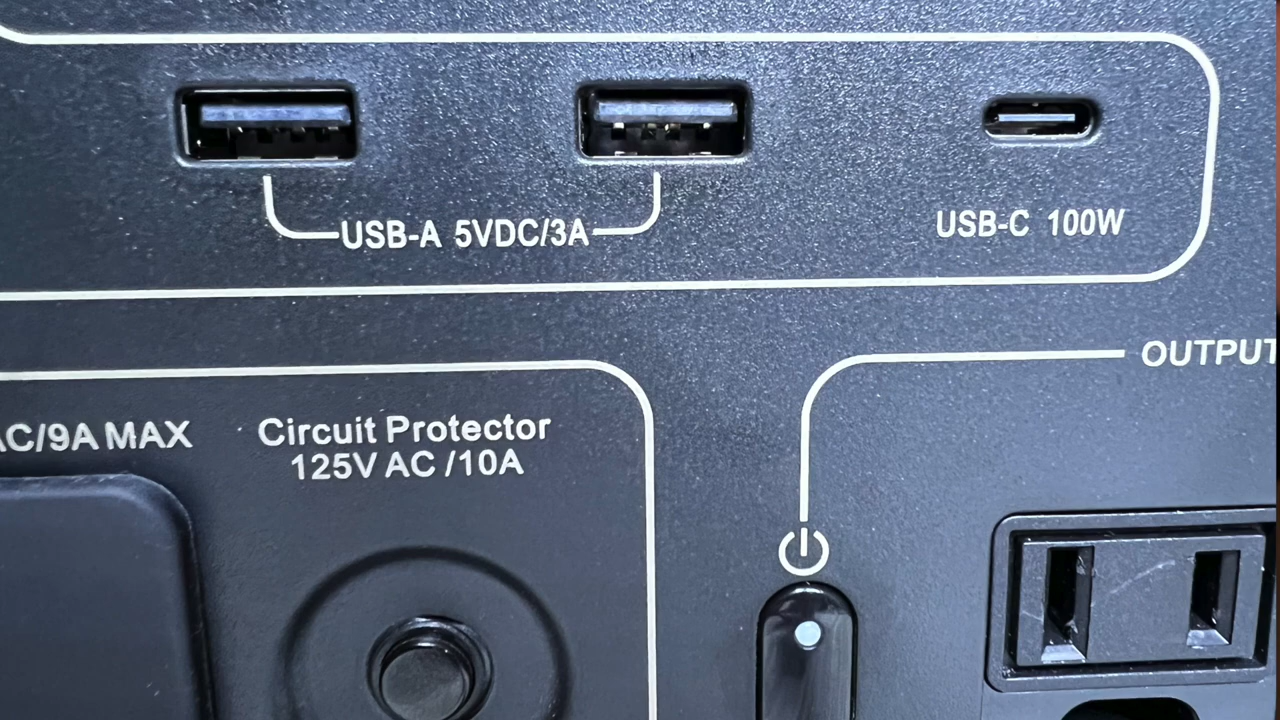 USB-A 5VDC/3A
USB-C 100W
OUTPUT
AC/9A MAX
Circuit Protector
125V AC /10A